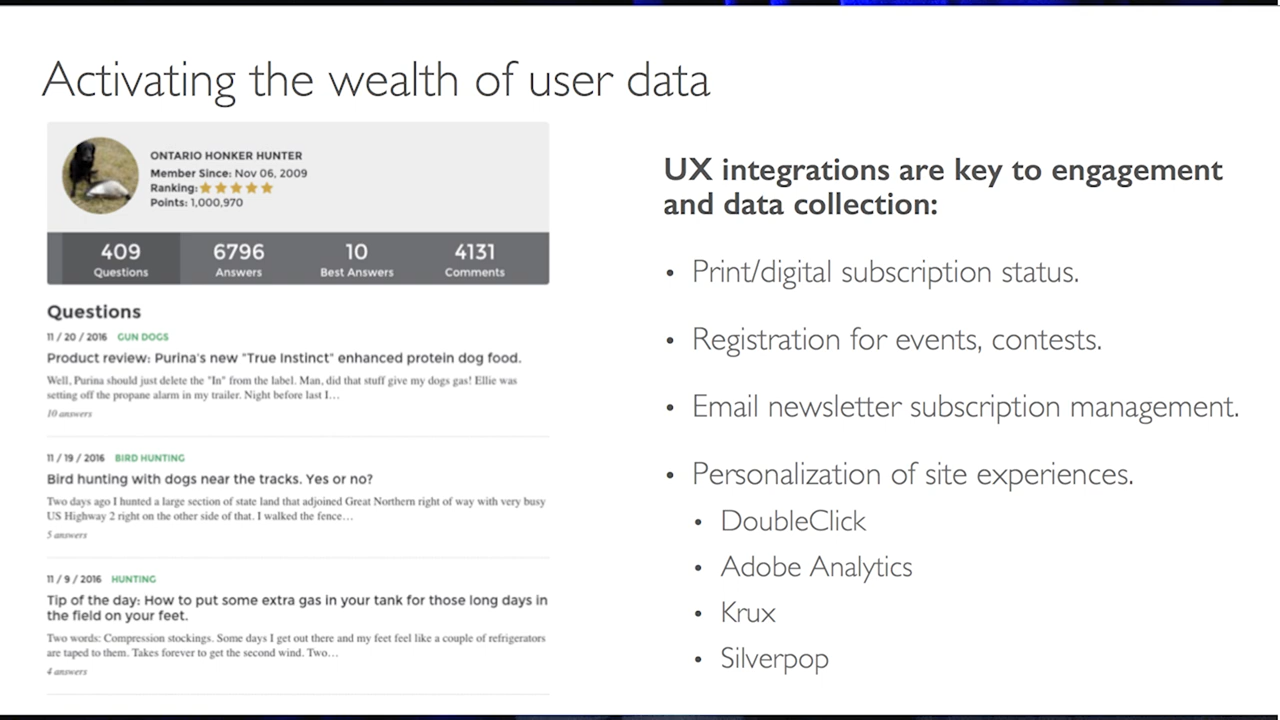 Activating the wealth of user data
ONTARIO HONKER HUNTER
Member Since: Nov 06, 2009
Ranking:
Points: 1,000,970
409
Questions
6796
Answers
10
Best Answers
4131
Comments
Questions
11 / 20 / 2016 GUN DOGS
Product review: Purina's new "True Instinct" enhanced protein dog food.
Well, Purina should just delete the "In" from the label. Man, did that stuff give my dogs gas! Ellie was
setting off the propane alarm in my trailer. Night before last I...
10 answers
11 / 19 / 2016 BIRD HUNTING
Bird hunting with dogs near the tracks. Yes or no?
Two days ago I hunted a large section of state land that adjoined Great Northern right of way with very busy
US Highway 2 right on the other side of that. I walked the fence...
5 answers
11 / 9 / 2016 HUNTING
Tip of the day: How to put some extra gas in your tank for those long days in
the field on your feet.
Two words: Compression stockings. Some days I get out there and my feet feel like a couple of refrigerators
are taped to them. Takes forever to get the second wind. Two...
4 answers
UX integrations are key to engagement
and data collection:
• Print/digital subscription status.
• Registration for events, contests.
• Email newsletter subscription management.
• Personalization of site experiences.
• DoubleClick
• Adobe Analytics
• Krux
• Silverpop